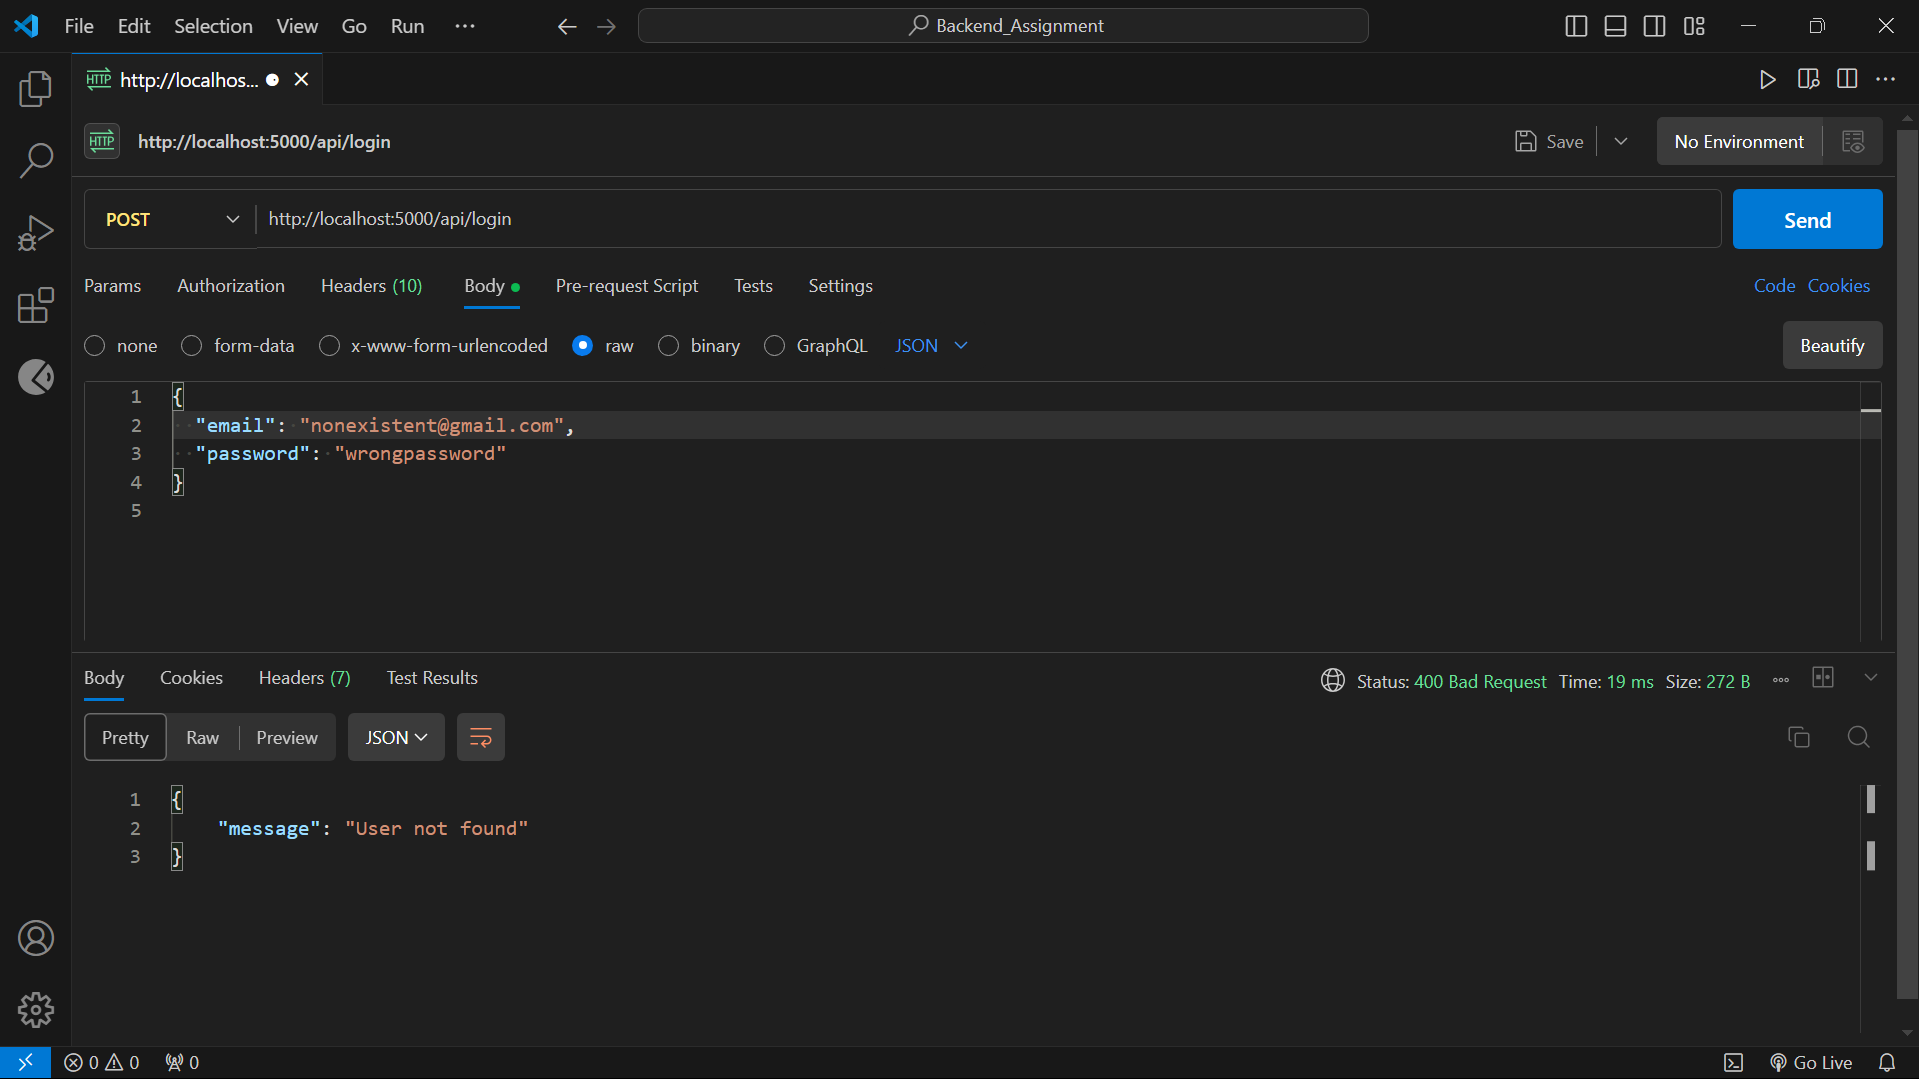 File Edit Selection View Go Run ··· Backend_Assignment
HTTP http://localhos...
HTTP http://localhost:5000/api/login Save No Environment
POST http://localhost:5000/api/login Send
Params Authorization Headers (10) Body Pre-request Script Tests Settings Code Cookies
none form-data x-www-form-urlencoded raw binary GraphQL JSON Beautify
1 {
2 "email": "nonexistent@gmail.com",
3 "password": "wrongpassword"
4 }
5
Body Cookies Headers (7) Test Results Status: 400 Bad Request Time: 19 ms Size: 272 B
Pretty Raw Preview JSON
1 {
2 "message": "User not found"
3 }
0 0 0 Go Live